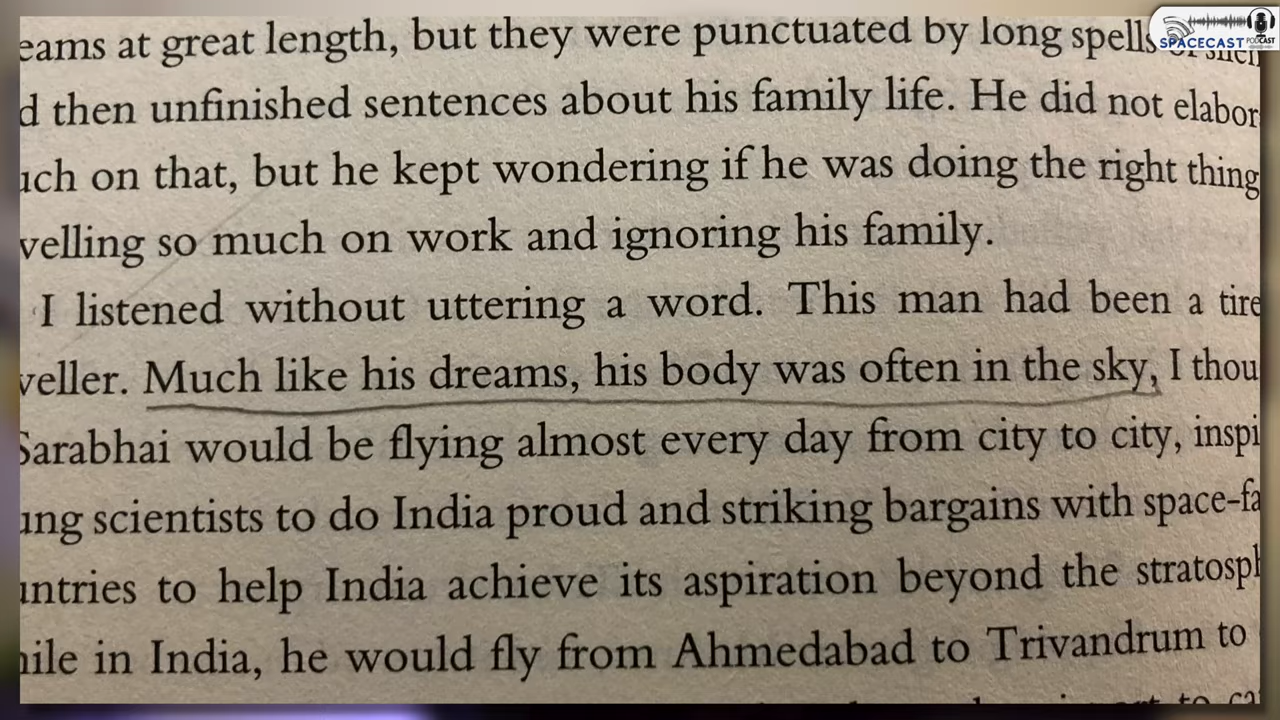 SPACECAST PODCAST
eams at great length, but they were punctuated by long spells
d then unfinished sentences about his family life. He did not elabor
uch on that, but he kept wondering if he was doing the right thing
velling so much on work and ignoring his family.
I listened without uttering a word. This man had been a tire
veller. Much like his dreams, his body was often in the sky, I thou
Sarabhai would be flying almost every day from city to city, inspi
ung scientists to do India proud and striking bargains with space-fa
untries to help India achieve its aspiration beyond the stratosph
hile in India, he would fly from Ahmedabad to Trivandrum to